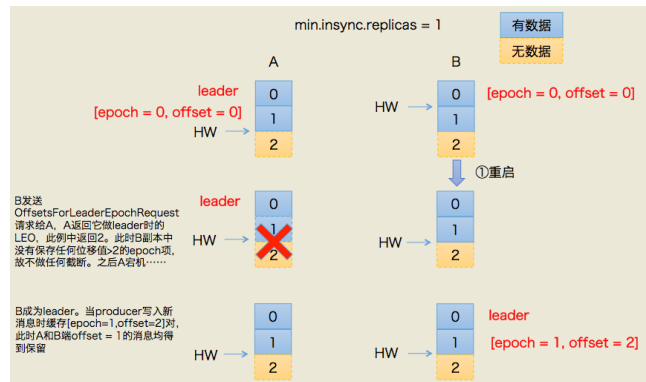 min.insync.replicas = 1
有数据
无数据
A
B
leader
[epoch = 0, offset = 0]
HW
0
1
2
HW
0
1
2
[epoch = 0, offset = 0]
①重启
B发送
OffsetsForLeaderEpochRequest
请求给A，A返回它做leader时的
LEO，此例中返回2。此时B副本中
没有保存任何位移值>2的epoch项，
故不做任何截断。之后A宕机……
leader
HW
0
1
2
HW
0
1
2
B成为leader。当producer写入新
消息时缓存[epoch=1,offset=2]对，
此时A和B端offset = 1的消息均得
到保留
HW
0
1
2
HW
0
1
2
leader
[epoch = 1, offset = 2]